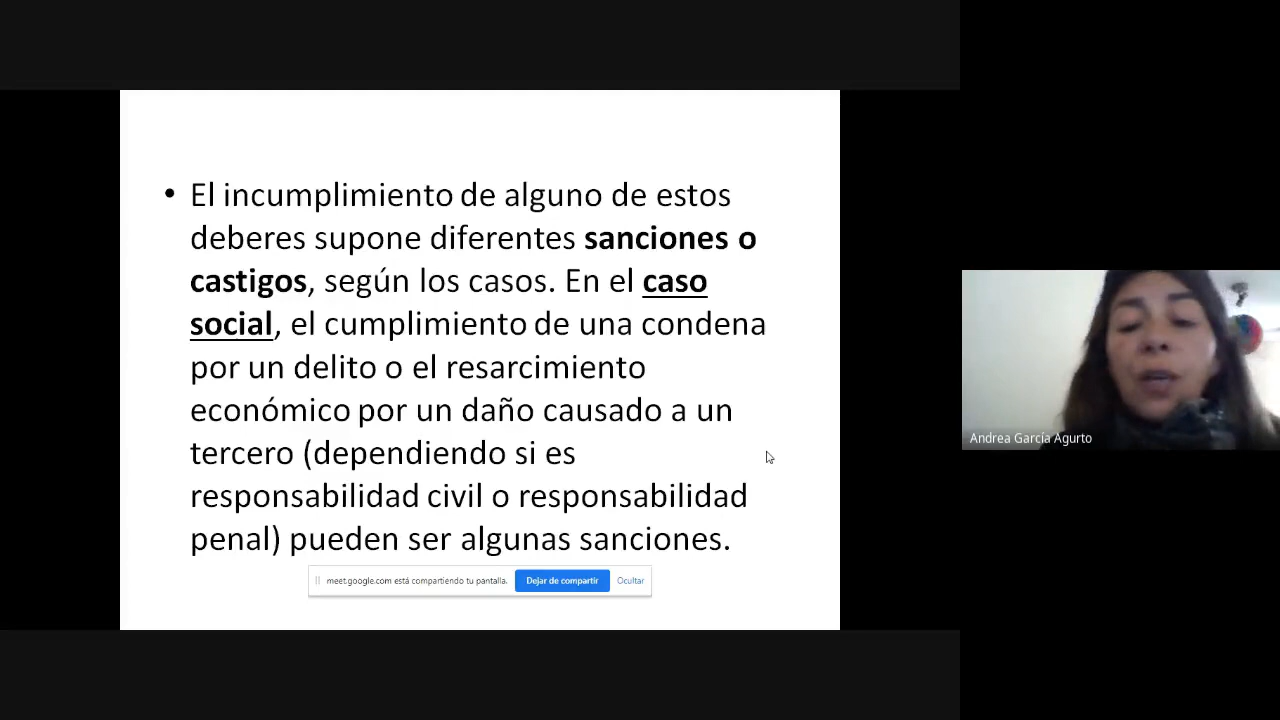 • El incumplimiento de alguno de estos
deberes supone diferentes sanciones o
castigos, según los casos. En el caso
social, el cumplimiento de una condena
por un delito o el resarcimiento
económico por un daño causado a un
tercero (dependiendo si es
responsabilidad civil o responsabilidad
penal) pueden ser algunas sanciones.
meet.google.com está compartiendo tu pantalla. Dejar de compartir Ocultar
Andrea García Agurto